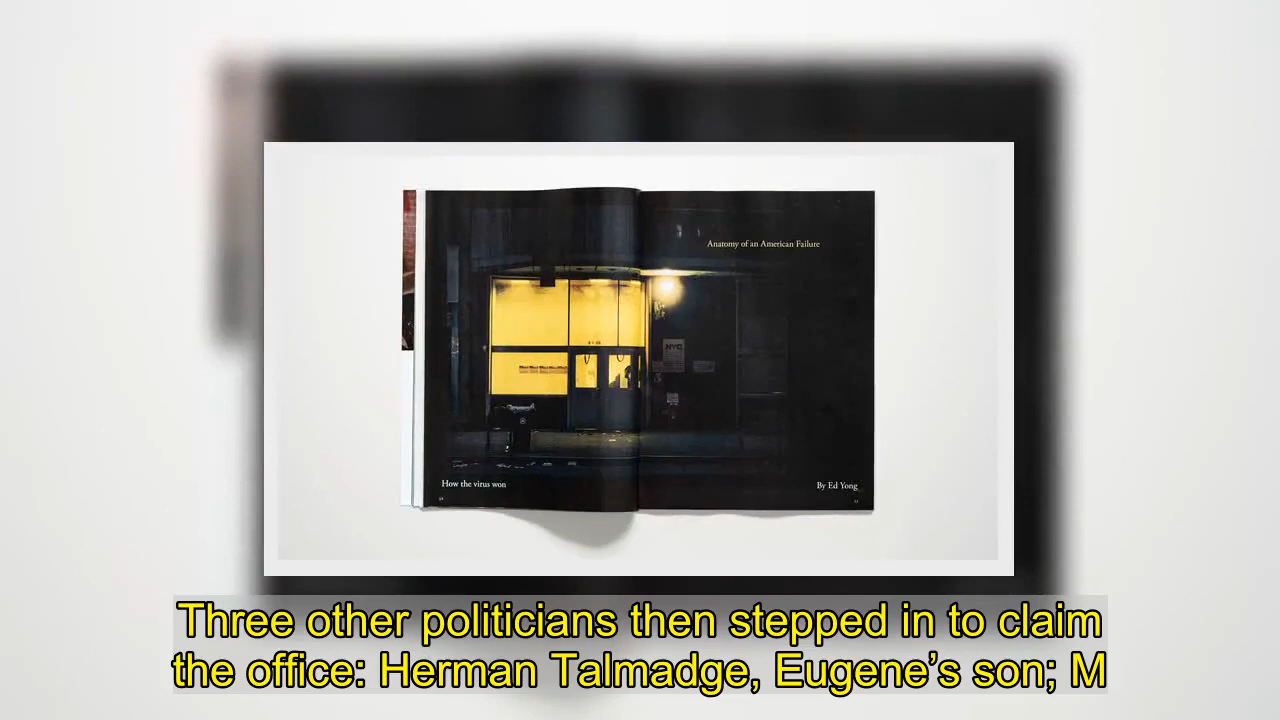 Anatomy of an American Failure
NYC
How the virus won
By Ed Yong
Three other politicians then stepped in to claim
the office: Herman Talmadge, Eugene’s son; M